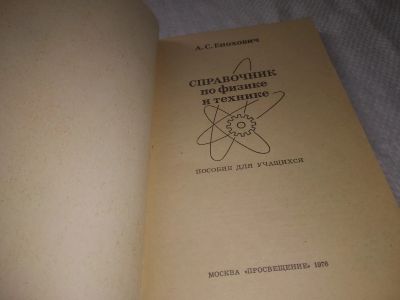 А. С. Енохович
СПРАВОЧНИК
по физике
и технике
ПОСОБИЕ ДЛЯ УЧАЩИХСЯ
МОСКВА «ПРОСВЕЩЕНИЕ» 1976